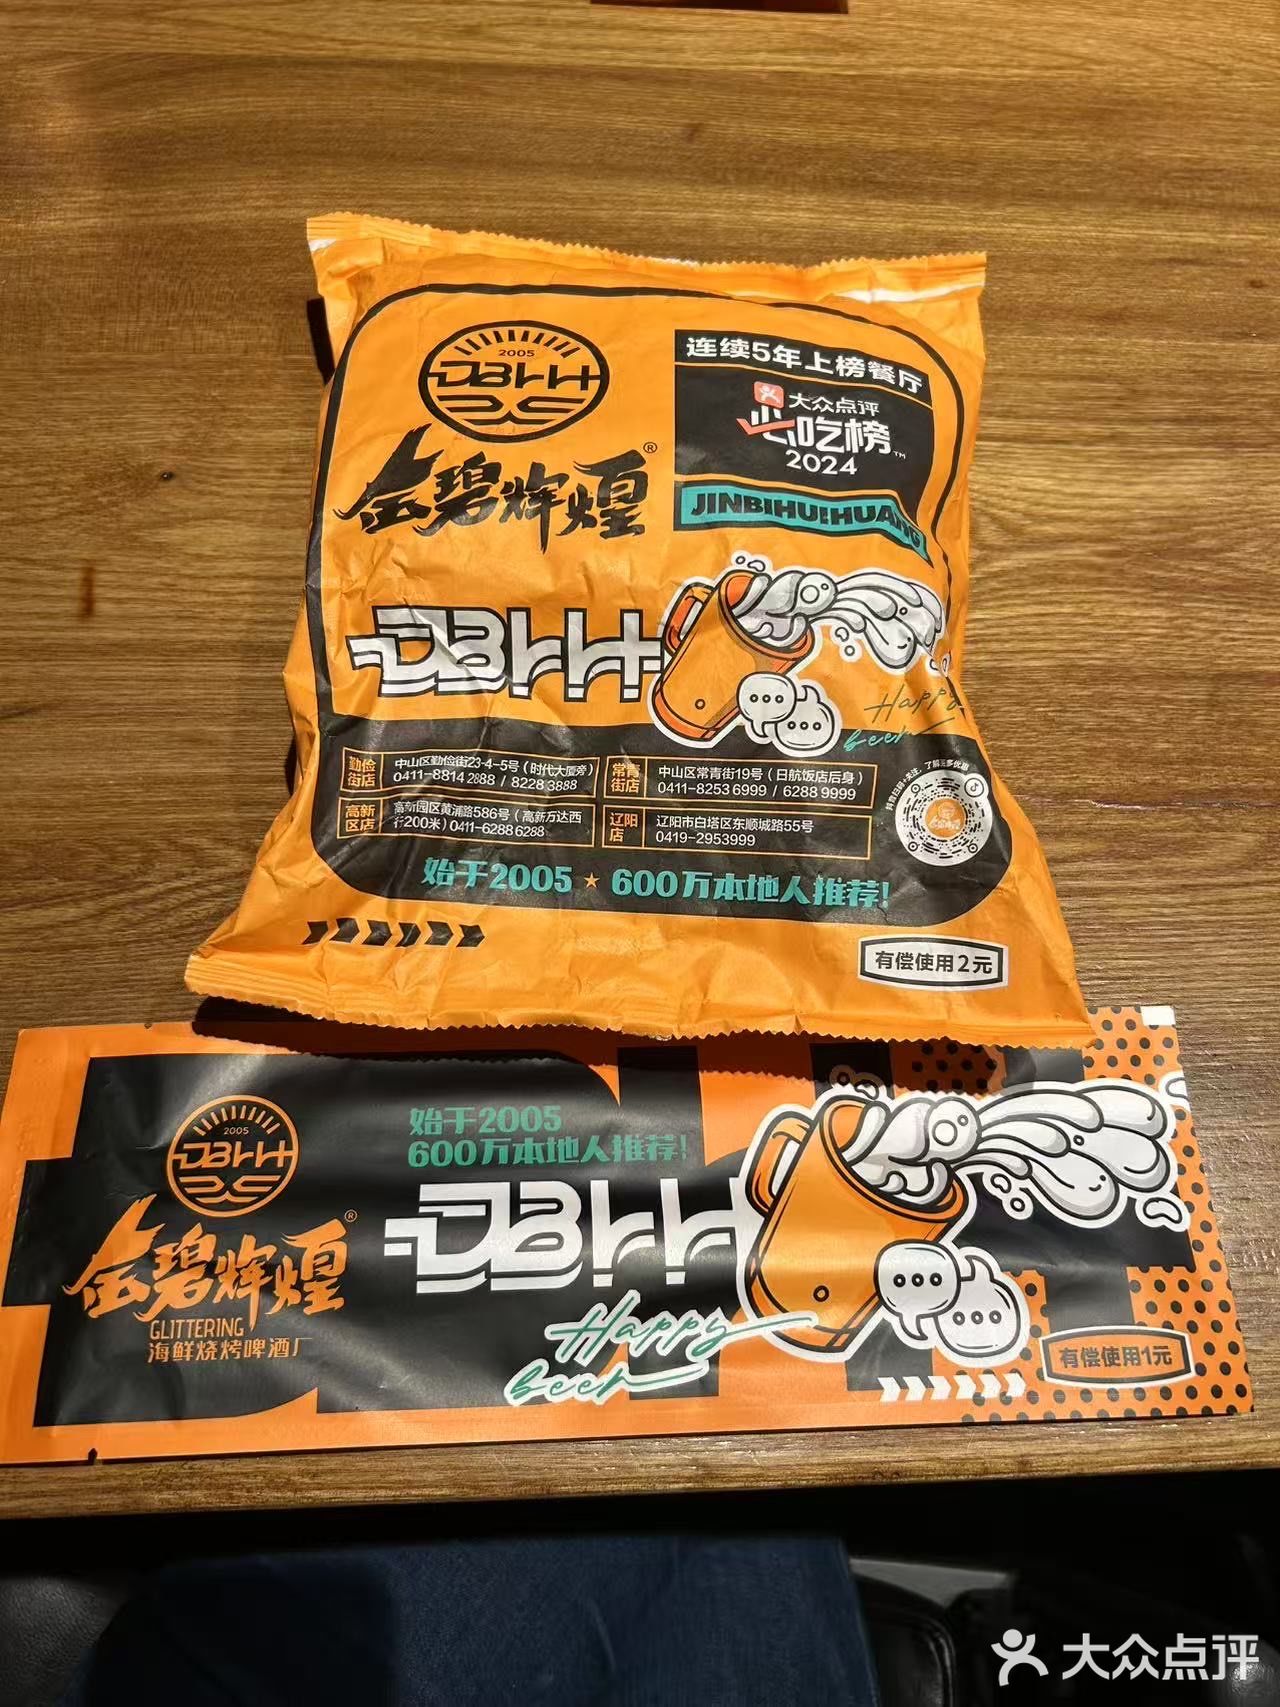 2005
JBHH
金碧辉煌®
连续5年上榜餐厅
大众点评
必吃榜™
2024
JINBIHUIHUANG
JBHH
Happy
beer
勤俭街店
中山区勤俭街23-4-5号（时代大厦旁）
0411-8814 2888 / 8228 3888
常青街店
中山区常青街19号（日航饭店后身）
0411-8253 6999 / 6288 9999
高新区店
高新园区黄浦路586号（高新万达西
行200米）0411-6288 6288
辽阳店
辽阳市白塔区东顺城路55号
0419-2953999
始于2005 ★ 600万本地人推荐!
有偿使用2元
2005
JBHH
金碧辉煌®
GLITTERING
海鲜烧烤啤酒厂
始于2005
600万本地人推荐!
JBHH
Happy
beer
有偿使用1元
大众点评